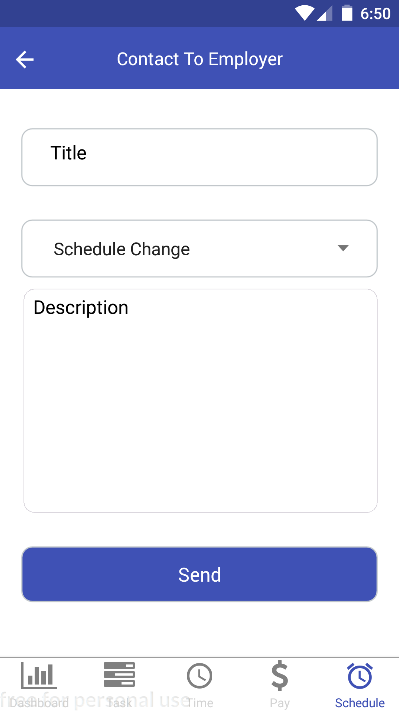 6:50
Contact To Employer
Title
Schedule Change
Description
Send
Dashboard Task Time Pay Schedule
free for personal use